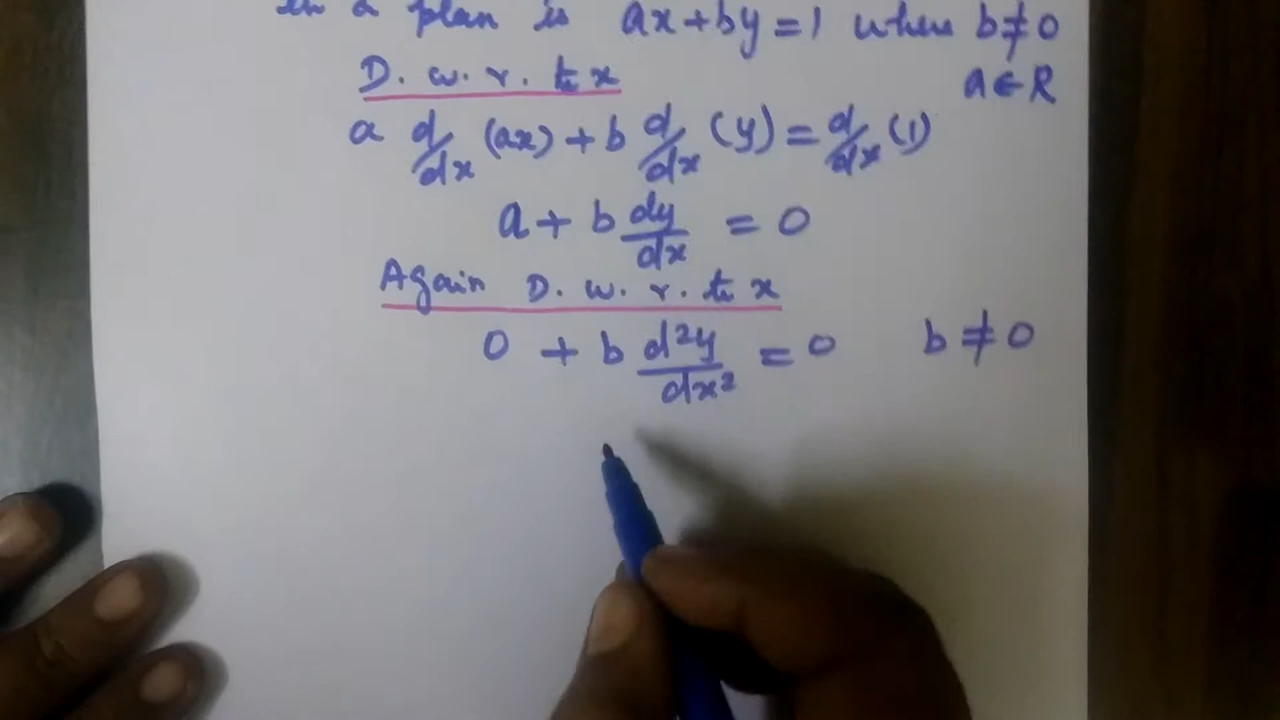 in a plan is ax+by=1 when b≠0
a∈R
D. w. r. to x
a d/dx (ax) + b d/dx (y) = d/dx (1)
a + b dy/dx = 0
Again D. w. r. to x
0 + b d²y/dx² = 0 b ≠ 0